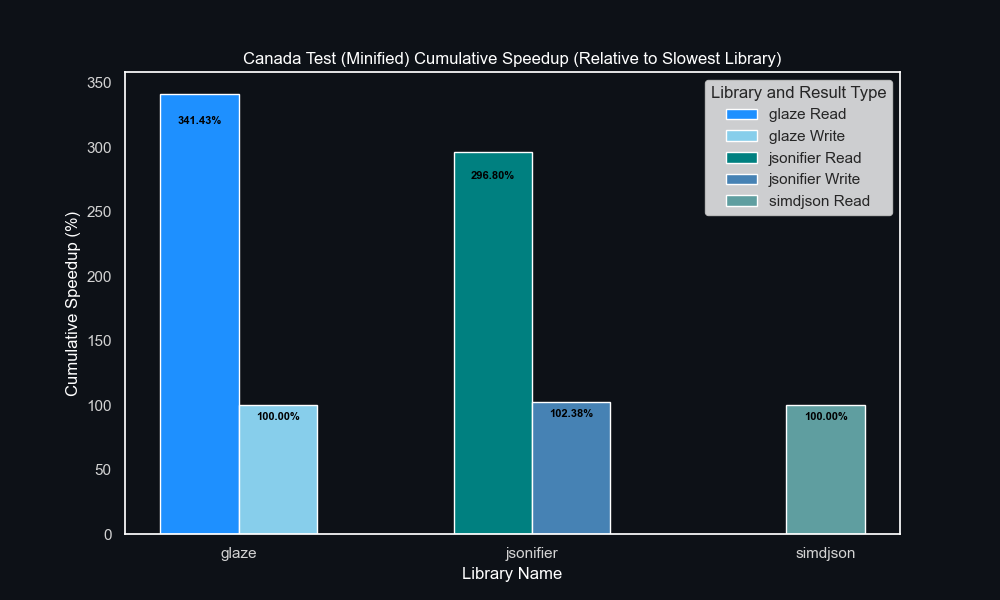 Canada Test (Minified) Cumulative Speedup (Relative to Slowest Library)
Cumulative Speedup (%)
350
300
250
200
150
100
50
0
341.43%
100.00%
296.80%
102.38%
100.00%
Library and Result Type
glaze Read
glaze Write
jsonifier Read
jsonifier Write
simdjson Read
glaze
jsonifier
simdjson
Library Name